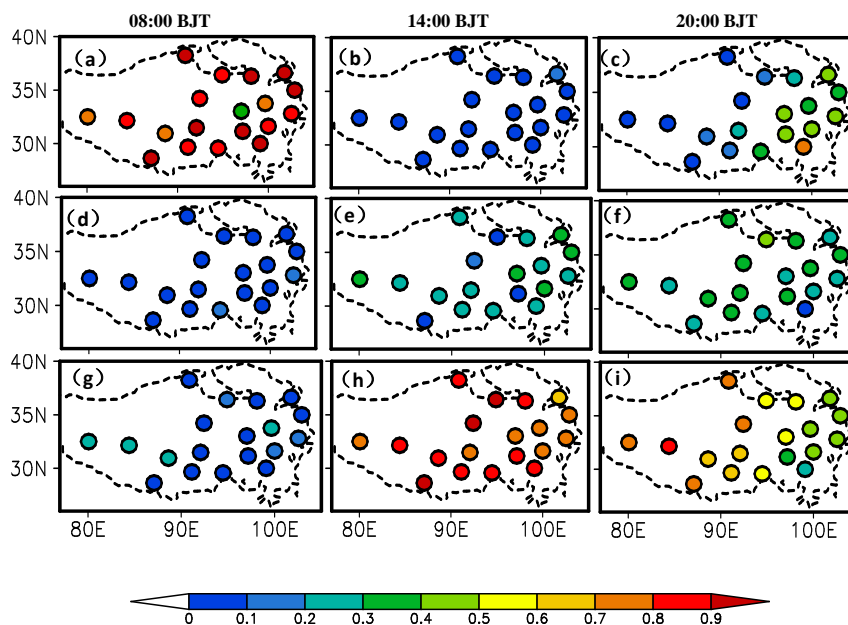 08:00 BJT 14:00 BJT 20:00 BJT
40N (a) (b) (c)
35N
30N
40N (d) (e) (f)
35N
30N
40N (g) (h) (i)
35N
30N
80E 90E 100E 80E 90E 100E 80E 90E 100E
0 0.1 0.2 0.3 0.4 0.5 0.6 0.7 0.8 0.9